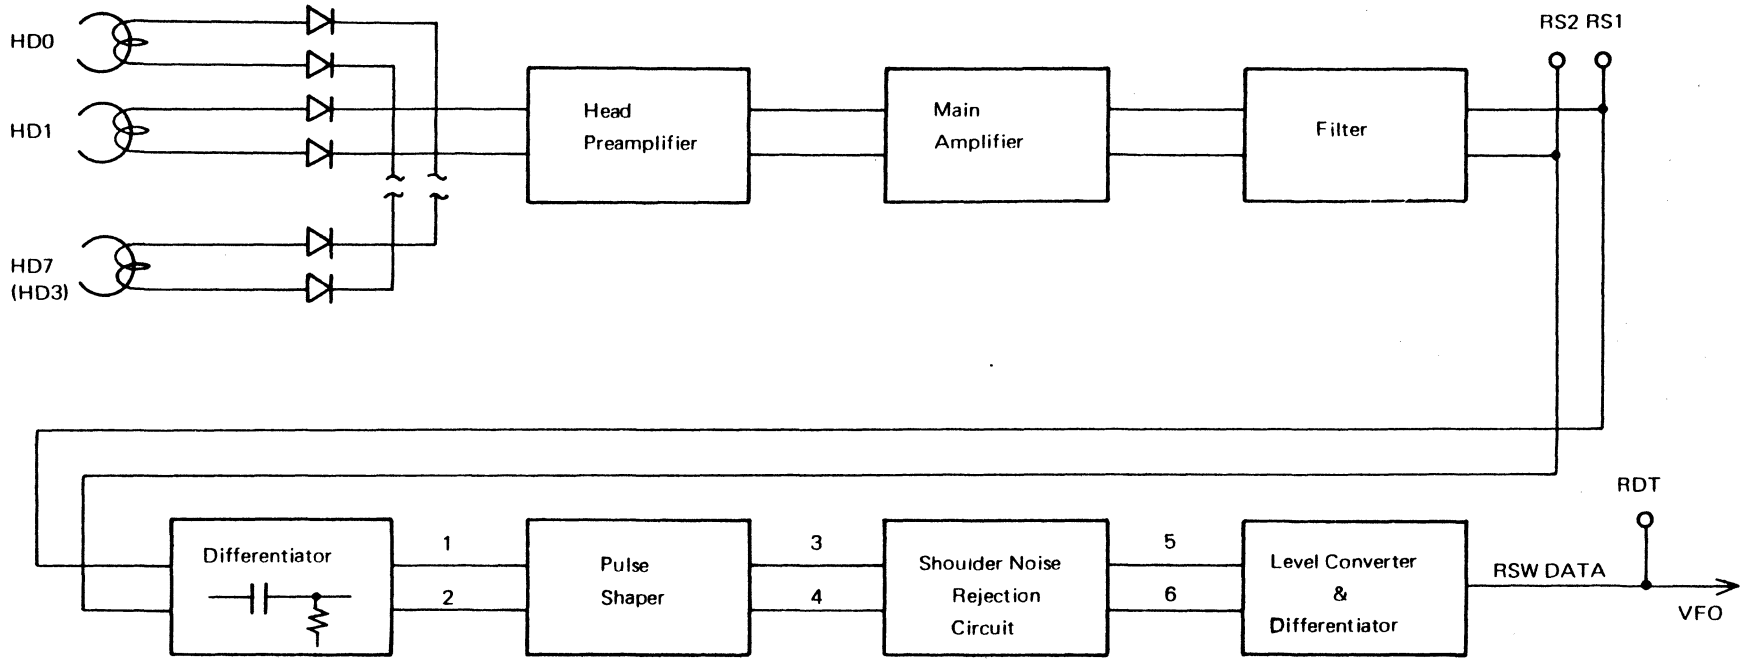 RS2 RS1
HD0
HD1
Head
Preamplifier
Main
Amplifier
Filter
HD7
(HD3)
RDT
Differentiator
1
2
Pulse
Shaper
3
4
Shoulder Noise
Rejection
Circuit
5
6
Level Converter
&
Differentiator
RSW DATA
VFO